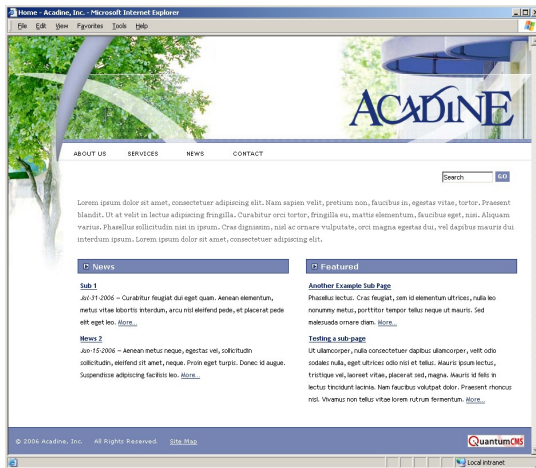 Home - Acadine, Inc. - Microsoft Internet Explorer
File Edit View Favorites Tools Help
ACADINE
ABOUT US SERVICES NEWS CONTACT
Search GO
Lorem ipsum dolor sit amet, consectetuer adipiscing elit. Nam sapien velit, pretium non, faucibus in, egestas vitae, tortor. Praesent
blandit. Ut at velit in lectus adipiscing fringilla. Curabitur orci tortor, fringilla eu, mattis elementum, faucibus eget, nisi. Aliquam
varius. Phasellus sollicitudin nisi in ipsum. Cras dignissim, nisl ac ornare vulputate, orci magna egestas dui, vel dapibus mauris dui
interdum ipsum. Lorem ipsum dolor sit amet, consectetuer adipiscing elit.
News
Sub 1
Jul-31-2006 – Curabitur feugiat dui eget quam. Aenean elementum,
metus vitae lobortis interdum, arcu nisl eleifend pede, et placerat pede
elit eget leo. More...
News 2
Jun-15-2006 – Aenean metus neque, egestas vel, sollicitudin
sollicitudin, eleifend sit amet, neque. Proin eget turpis. Donec id augue.
Suspendisse adipiscing facilisis leo. More...
Featured
Another Example Sub Page
Phasellus lectus. Cras feugiat, sem id elementum ultrices, nulla leo
nonummy metus, porttitor tempor tellus neque ut mauris. Sed
malesuada ornare diam. More...
Testing a sub-page
Ut ullamcorper, nulla consectetuer dapibus ullamcorper, velit odio
sodales nulla, eget ultrices odio nisi et tellus. Mauris ipsum lectus,
tristique vel, laoreet vitae, placerat sed, magna. Mauris id felis in
lectus tincidunt lacinia. Nam faucibus volutpat dolor. Praesent rhoncus
nisl. Vivamus non tellus vitae lorem rutrum fermentum. More...
© 2006 Acadine, Inc. All Rights Reserved. Site Map
QuantumCMS
Local intranet